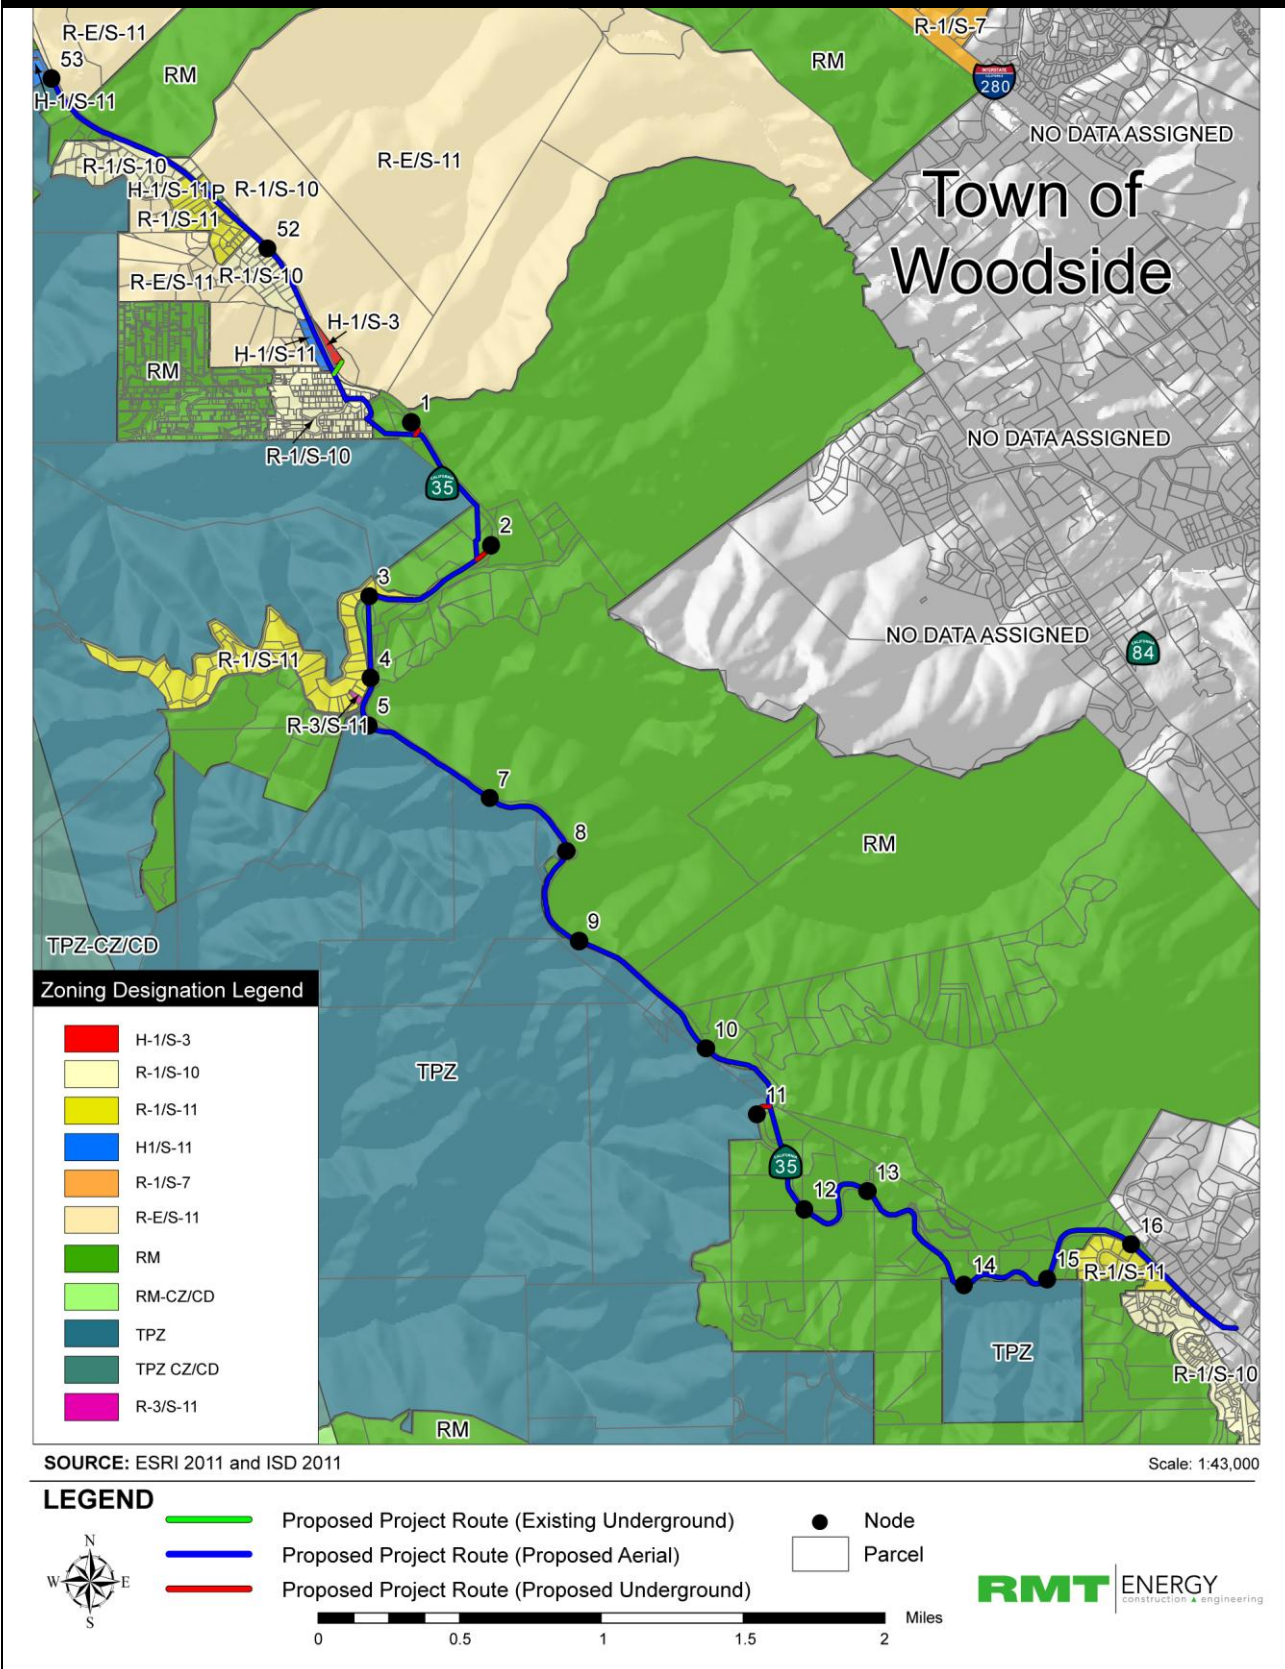 R-E/S-11
53
RM
H-1/S-11
R-1/S-7
RM
INTERSTATE
CALIFORNIA
280
NO DATA ASSIGNED
R-1/S-10
H-1/S-11
P
R-1/S-10
R-E/S-11
Town of
Woodside
R-1/S-11
52
R-E/S-11
R-1/S-10
H-1/S-3
H-1/S-11
RM
1
R-1/S-10
NO DATA ASSIGNED
CALIFORNIA
35
2
3
NO DATA ASSIGNED
CALIFORNIA
84
R-1/S-11
4
5
R-3/S-11
7
8
RM
9
TPZ-CZ/CD
10
TPZ
11
CALIFORNIA
35
12
13
16
14
15
R-1/S-11
TPZ
R-1/S-10
RM
Zoning Designation Legend
H-1/S-3
R-1/S-10
R-1/S-11
H1/S-11
R-1/S-7
R-E/S-11
RM
RM-CZ/CD
TPZ
TPZ CZ/CD
R-3/S-11
SOURCE: ESRI 2011 and ISD 2011
Scale: 1:43,000
LEGEND
Proposed Project Route (Existing Underground)
Proposed Project Route (Proposed Aerial)
Proposed Project Route (Proposed Underground)
Node
Parcel
N
W
E
S
Miles
0 0.5 1 1.5 2
RMT ENERGY
construction ▲ engineering